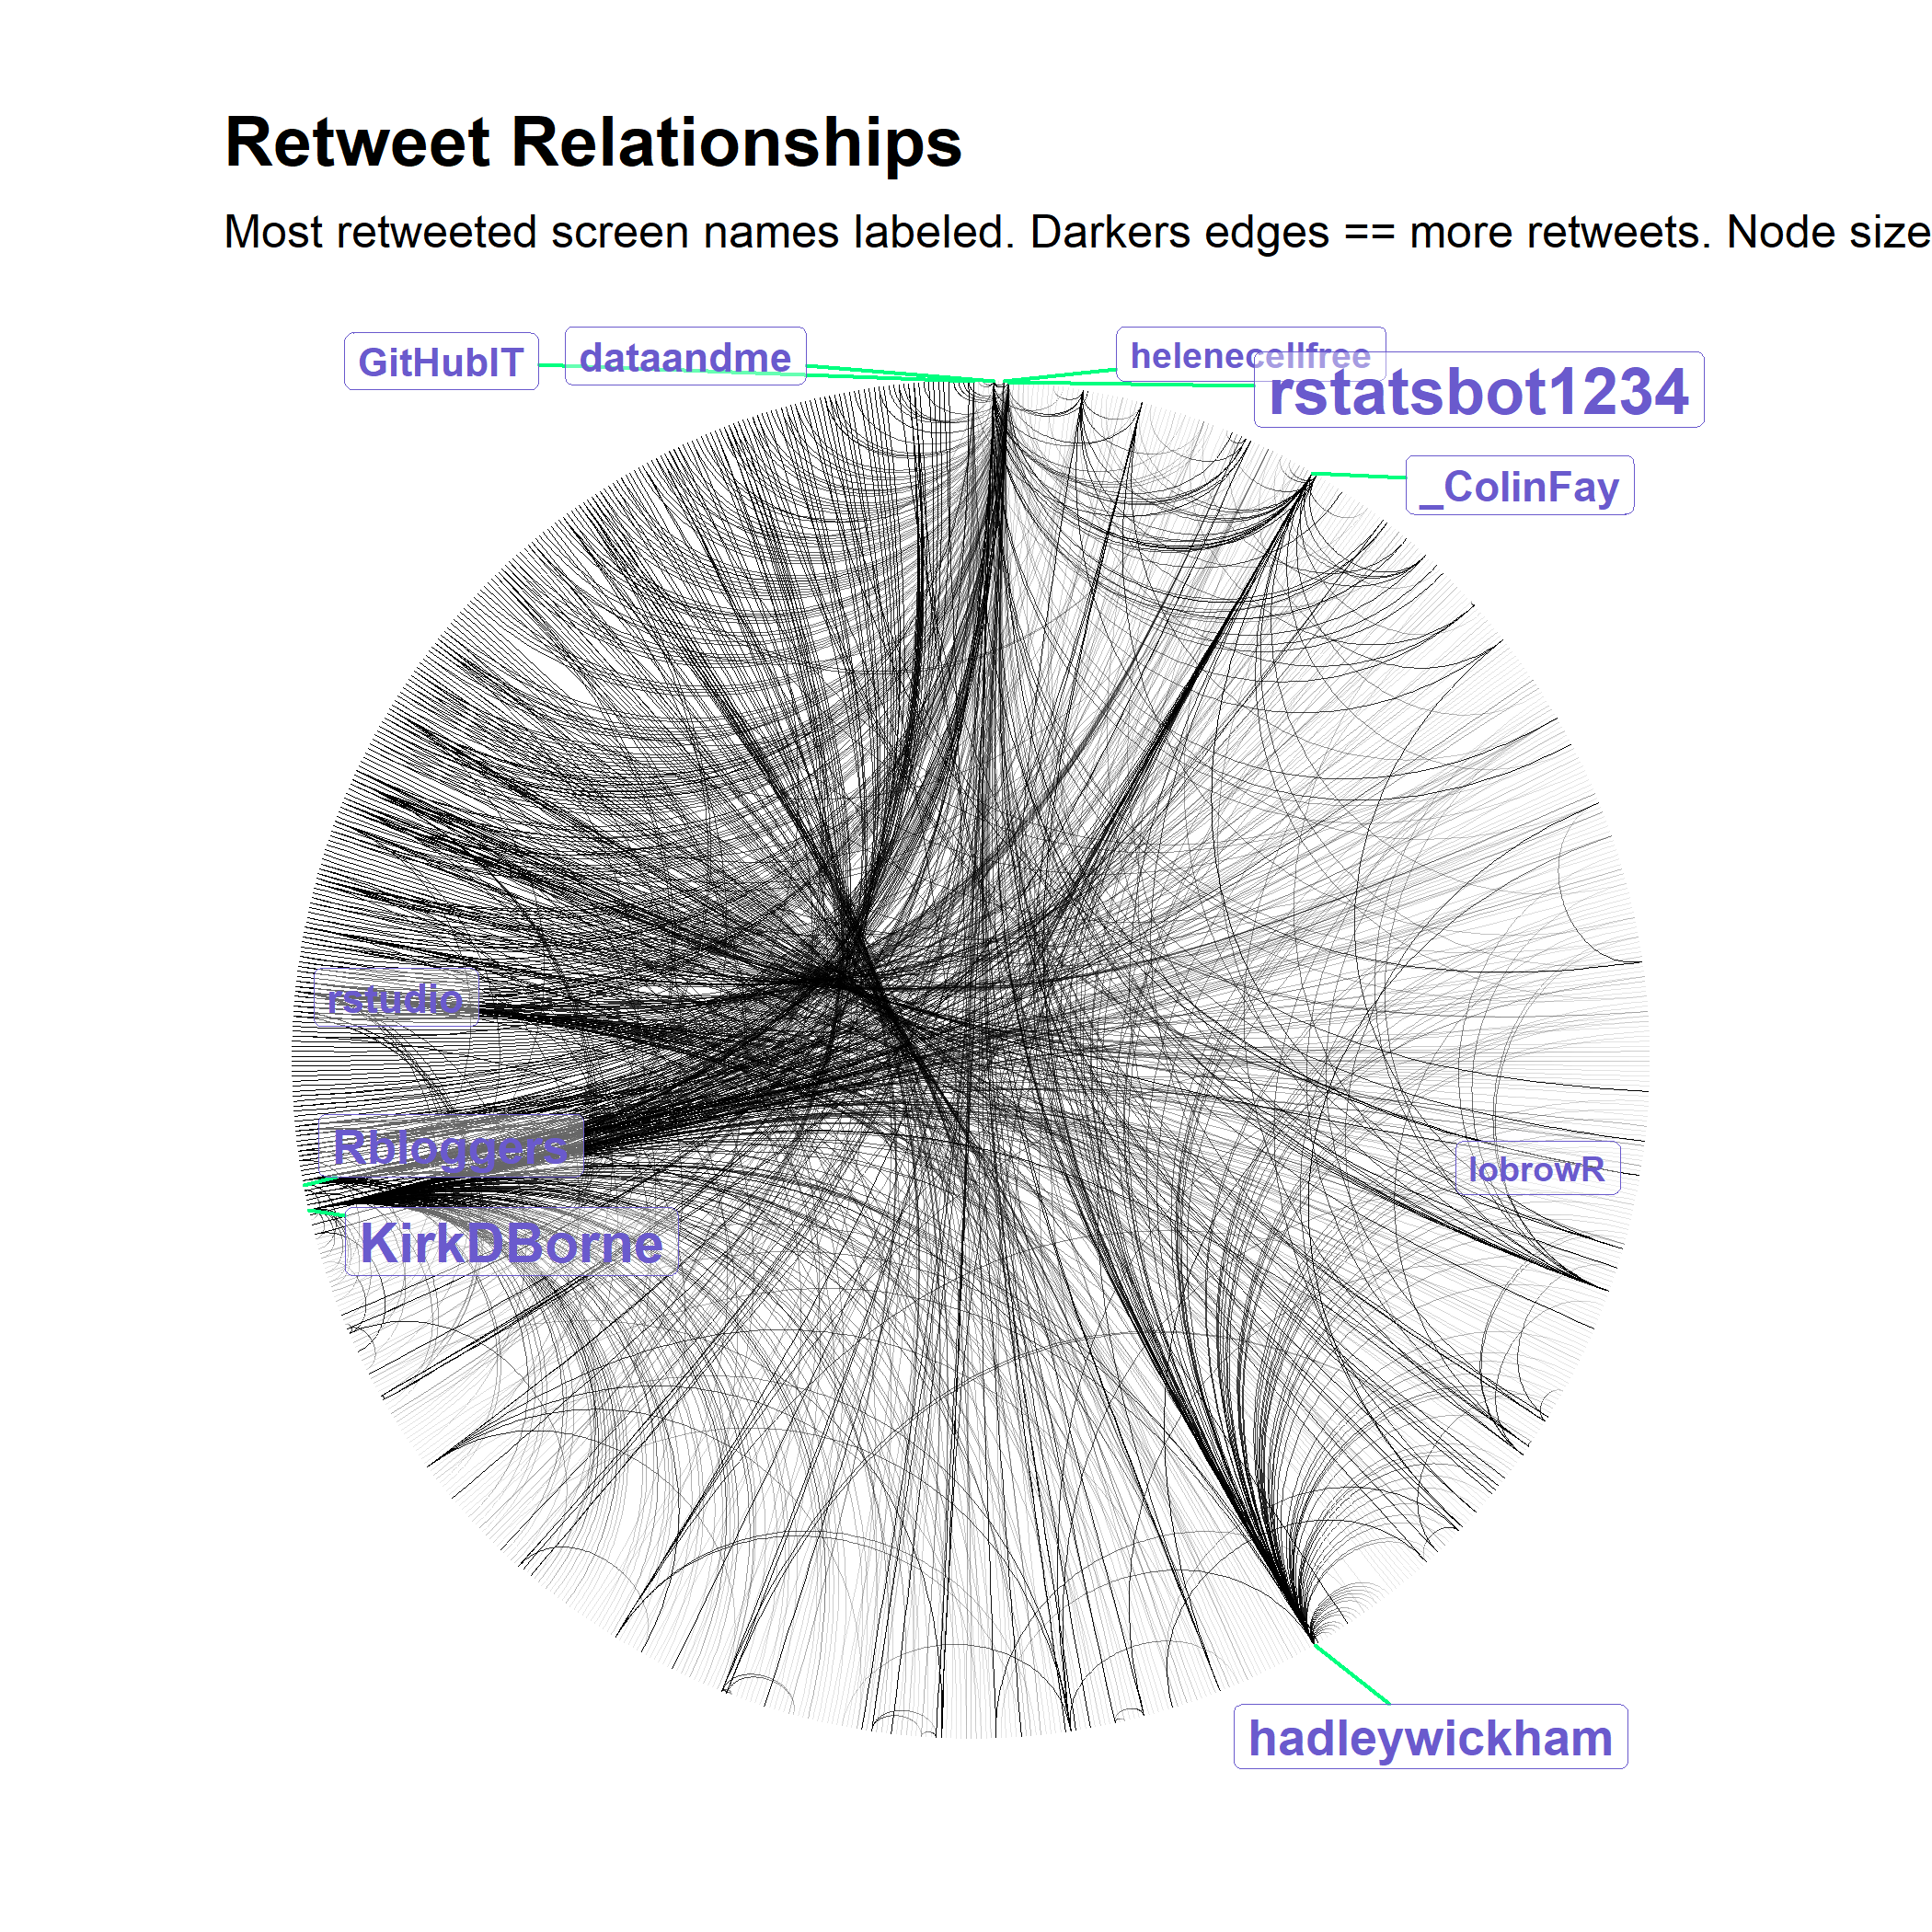 Retweet Relationships
Most retweeted screen names labeled. Darkers edges == more retweets. Node size
GitHubIT
dataandme
helenecellfree
rstatsbot1234
_ColinFay
rstudio
Rbloggers
lobrowR
KirkDBorne
hadleywickham